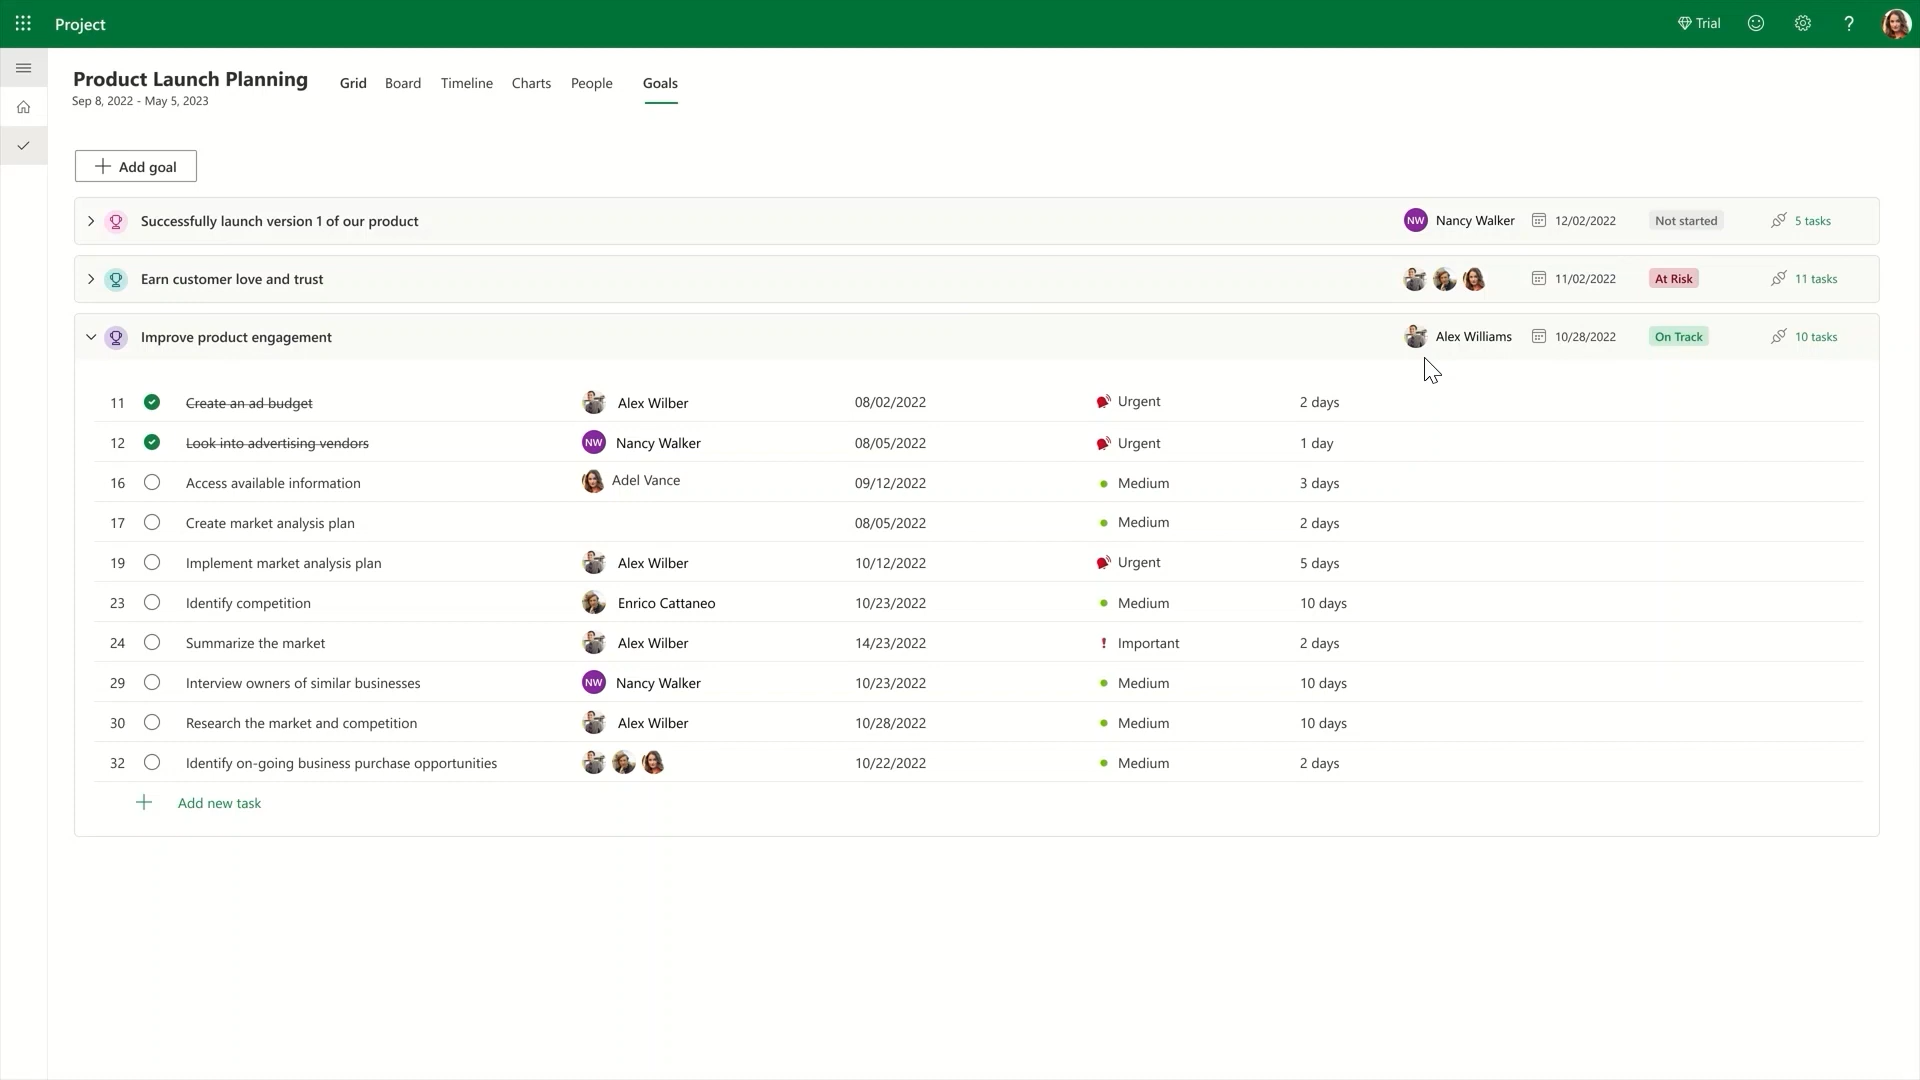 Project
Trial
?
Product Launch Planning
Sep 8, 2022 - May 5, 2023
Grid Board Timeline Charts People Goals
Add goal
Successfully launch version 1 of our product NW Nancy Walker 12/02/2022 Not started 5 tasks
Earn customer love and trust 11/02/2022 At Risk 11 tasks
Improve product engagement Alex Williams 10/28/2022 On Track 10 tasks
11 Create an ad budget Alex Wilber 08/02/2022 Urgent 2 days
12 Look into advertising vendors NW Nancy Walker 08/05/2022 Urgent 1 day
16 Access available information Adel Vance 09/12/2022 Medium 3 days
17 Create market analysis plan 08/05/2022 Medium 2 days
19 Implement market analysis plan Alex Wilber 10/12/2022 Urgent 5 days
23 Identify competition Enrico Cattaneo 10/23/2022 Medium 10 days
24 Summarize the market Alex Wilber 14/23/2022 Important 2 days
29 Interview owners of similar businesses NW Nancy Walker 10/23/2022 Medium 10 days
30 Research the market and competition Alex Wilber 10/28/2022 Medium 10 days
32 Identify on-going business purchase opportunities 10/22/2022 Medium 2 days
Add new task